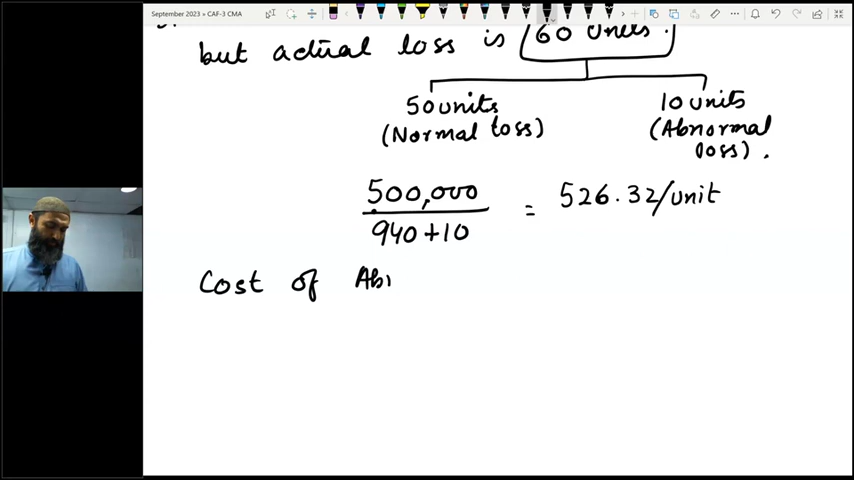 September 2023 » CAF-3 CMA
but actual loss is 60 units.
50 units
(Normal loss)
10 units
(Abnormal
loss).
500,000
940+10
= 526.32/unit
Cost of Abn